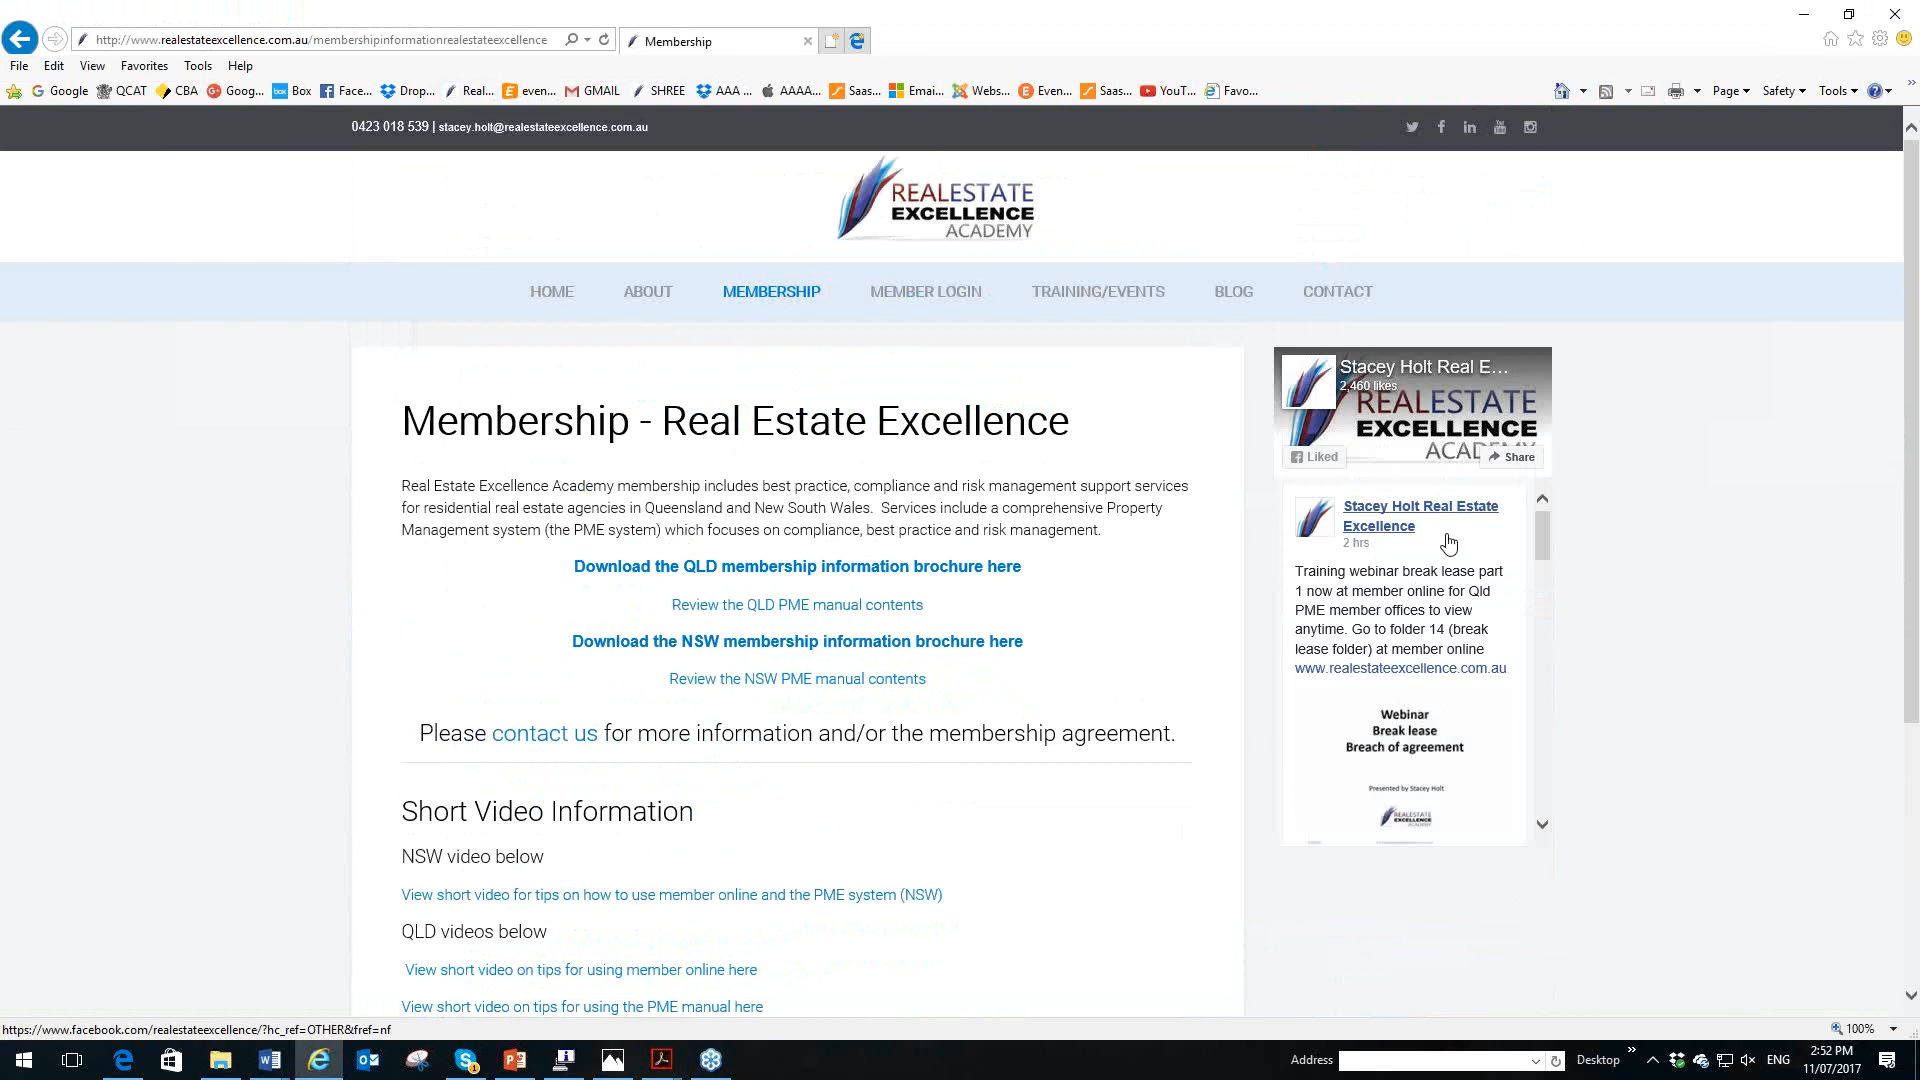 http://www.realestateexcellence.com.au/membershipinformationrealestateexcellence
Membership
File Edit View Favorites Tools Help
Google QCAT CBA Goog... Box Face... Drop... Real... even... GMAIL SHREE AAA ... AAAA... Saas... Emai... Webs... Even... Saas... YouT... Favo...
Page Safety Tools
0423 018 539 | stacey.holt@realestateexcellence.com.au
REALESTATE
EXCELLENCE
ACADEMY
HOME ABOUT MEMBERSHIP MEMBER LOGIN TRAINING/EVENTS BLOG CONTACT
Membership - Real Estate Excellence
Real Estate Excellence Academy membership includes best practice, compliance and risk management support services
for residential real estate agencies in Queensland and New South Wales. Services include a comprehensive Property
Management system (the PME system) which focuses on compliance, best practice and risk management.
Download the QLD membership information brochure here
Review the QLD PME manual contents
Download the NSW membership information brochure here
Review the NSW PME manual contents
Please contact us for more information and/or the membership agreement.
Short Video Information
NSW video below
View short video for tips on how to use member online and the PME system (NSW)
QLD videos below
View short video on tips for using member online here
View short video on tips for using the PME manual here
Stacey Holt Real E...
2,460 likes
REALESTATE
EXCELLENCE
ACAD
Liked
Share
Stacey Holt Real Estate
Excellence
2 hrs
Training webinar break lease part
1 now at member online for Qld
PME member offices to view
anytime. Go to folder 14 (break
lease folder) at member online
www.realestateexcellence.com.au
Webinar
Break lease
Breach of agreement
Presented by Stacey Holt
REALESTATE
EXCELLENCE
ACADEMY
https://www.facebook.com/realestateexcellence/?hc_ref=OTHER&fref=nf
100%
Address
Desktop
ENG
2:52 PM
11/07/2017